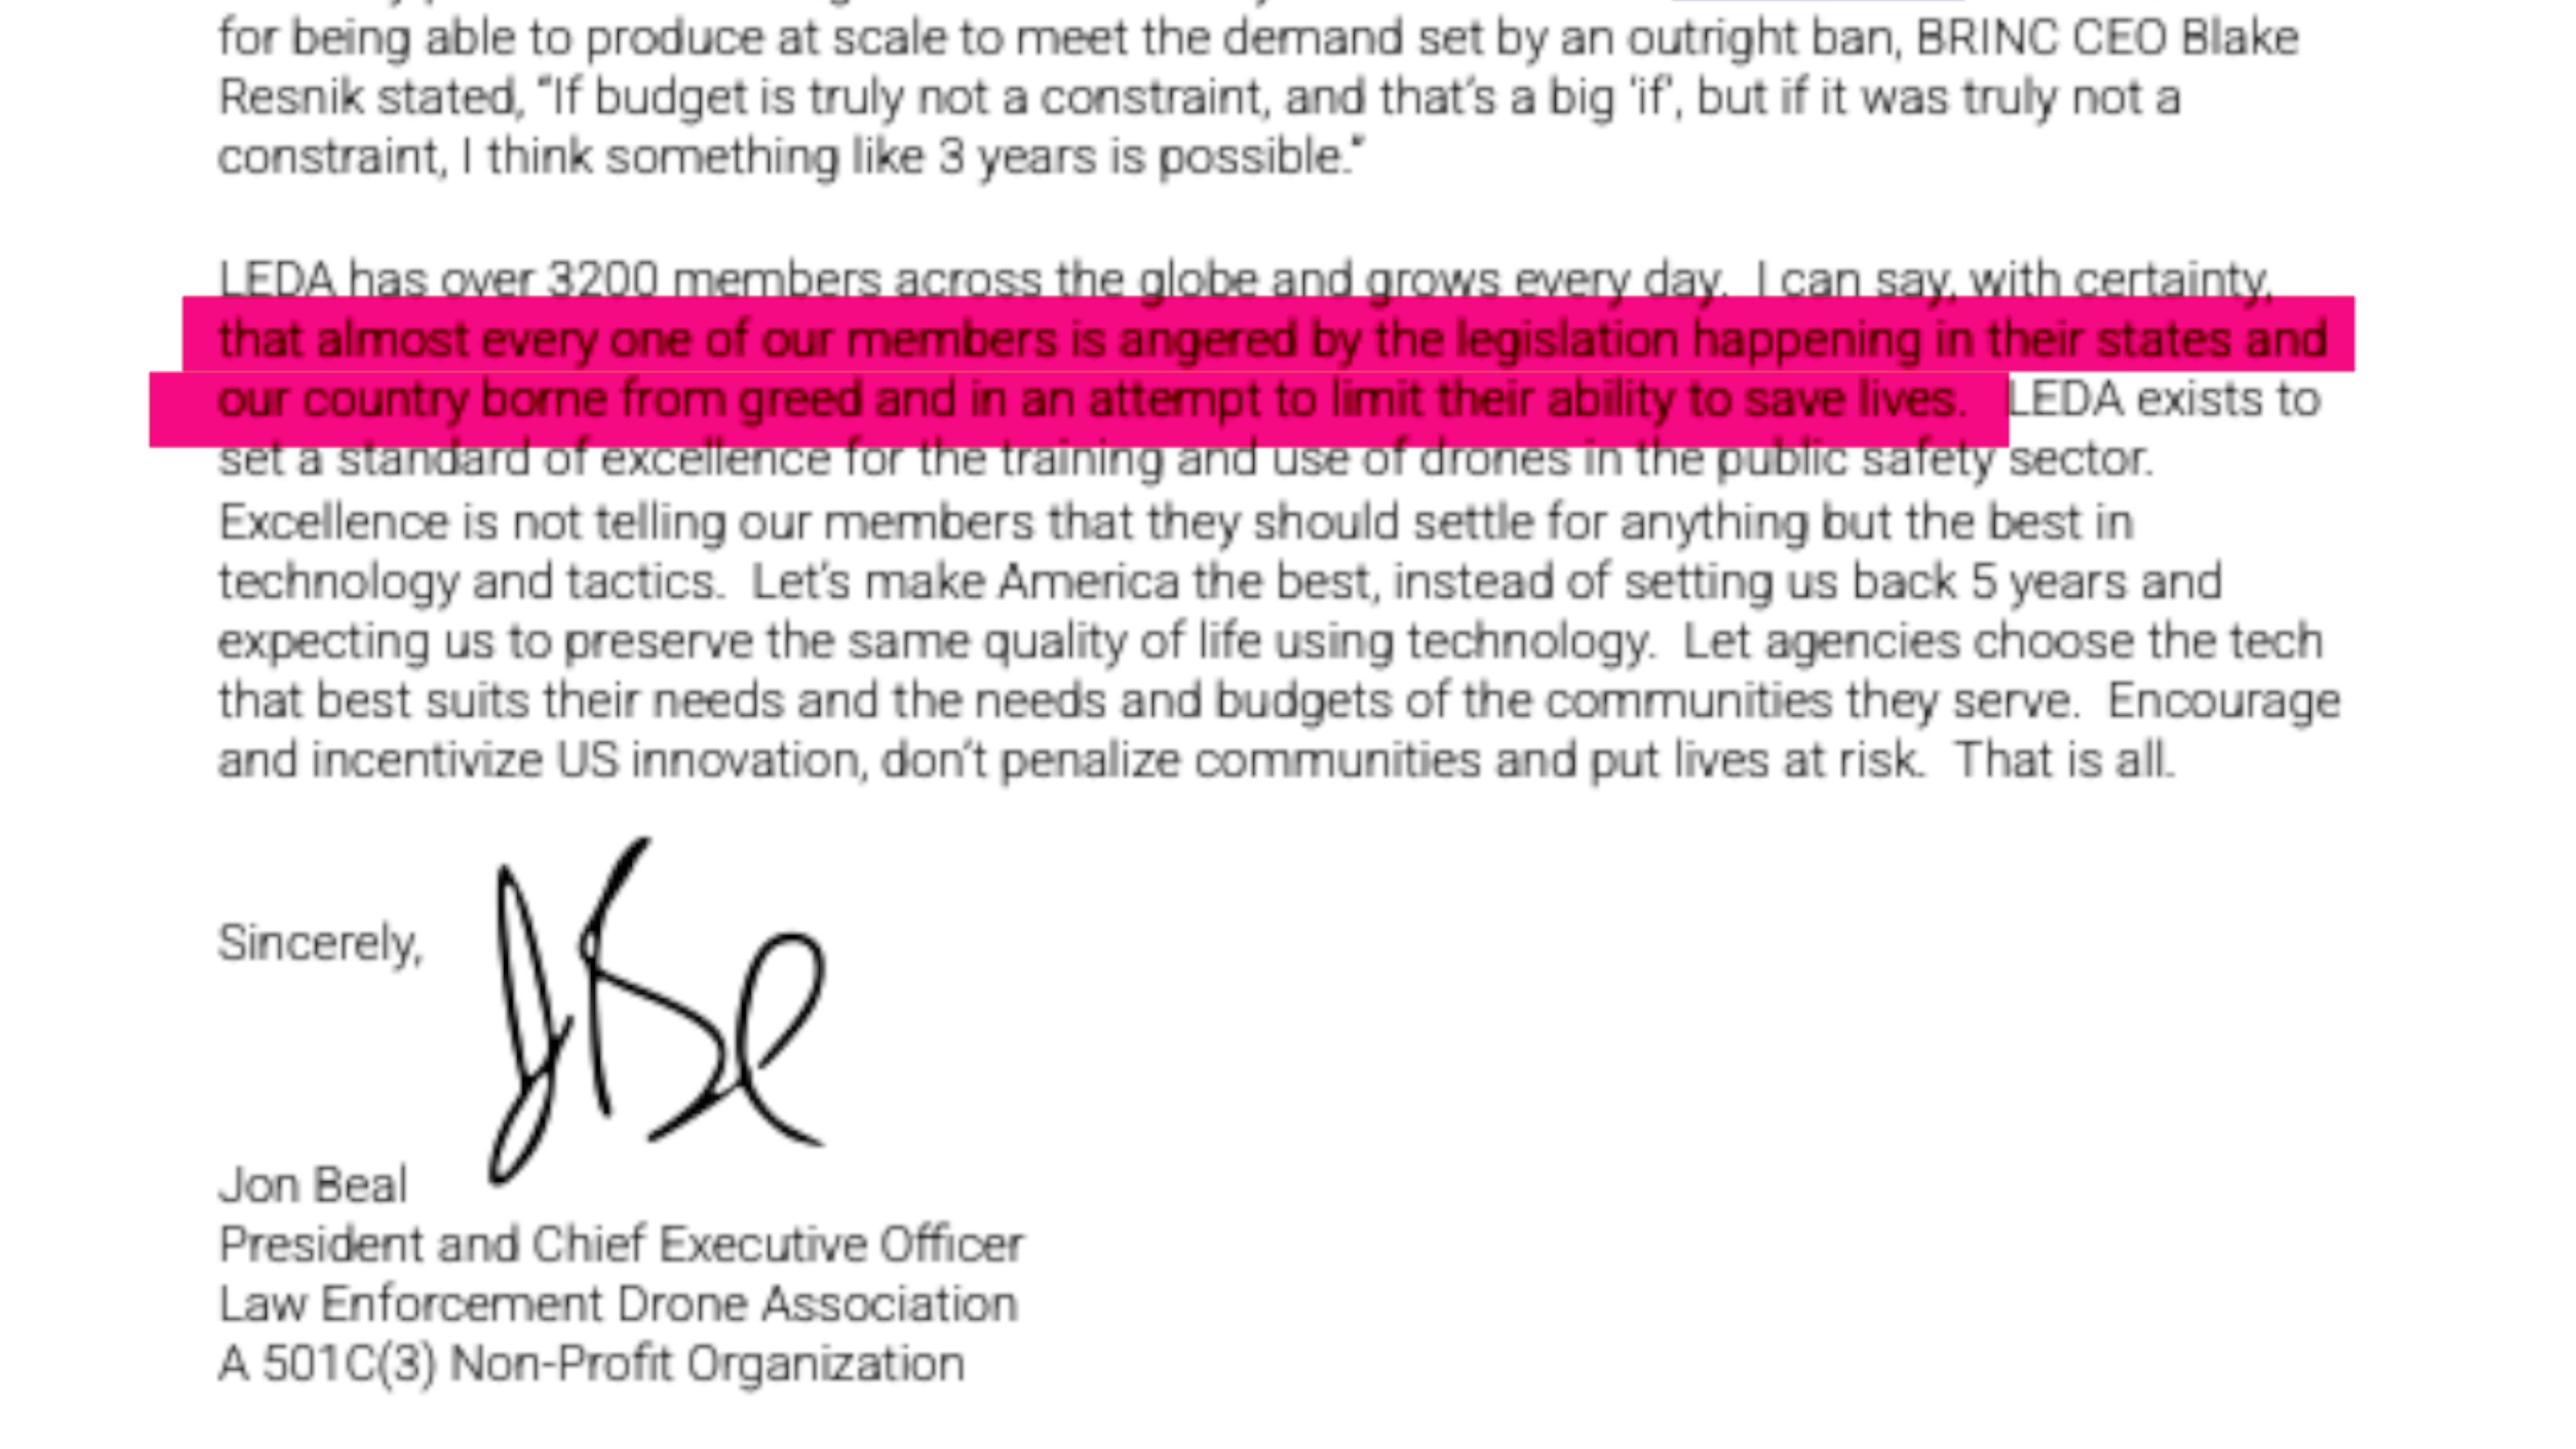 for being able to produce at scale to meet the demand set by an outright ban, BRINC CEO Blake
Resnik stated, “If budget is truly not a constraint, and that’s a big 'if', but if it was truly not a
constraint, I think something like 3 years is possible.”
LEDA has over 3200 members across the globe and grows every day.  I can say, with certainty,
that almost every one of our members is angered by the legislation happening in their states and
our country borne from greed and in an attempt to limit their ability to save lives.  LEDA exists to
set a standard of excellence for the training and use of drones in the public safety sector.
Excellence is not telling our members that they should settle for anything but the best in
technology and tactics.  Let’s make America the best, instead of setting us back 5 years and
expecting us to preserve the same quality of life using technology.  Let agencies choose the tech
that best suits their needs and the needs and budgets of the communities they serve.  Encourage
and incentivize US innovation, don’t penalize communities and put lives at risk.  That is all.
Sincerely,
Jon Beal
President and Chief Executive Officer
Law Enforcement Drone Association
A 501C(3) Non-Profit Organization